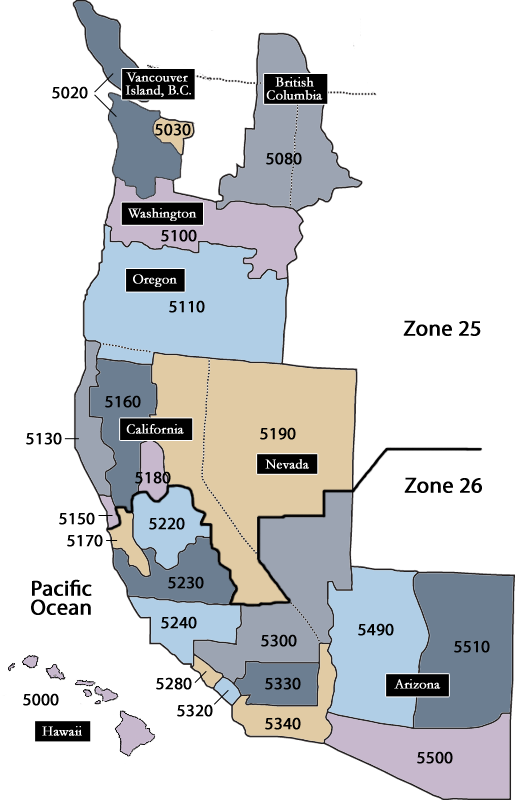 Vancouver
Island, B.C.
5020
British
Columbia
5030
5080
Washington
5100
Oregon
5110
Zone 25
5160
California
5130
5190
Nevada
5180
Zone 26
5150
5220
5170
5230
Pacific
Ocean
5240
5490
5300
5510
5280
5330
Arizona
5000
5320
5340
Hawaii
5500